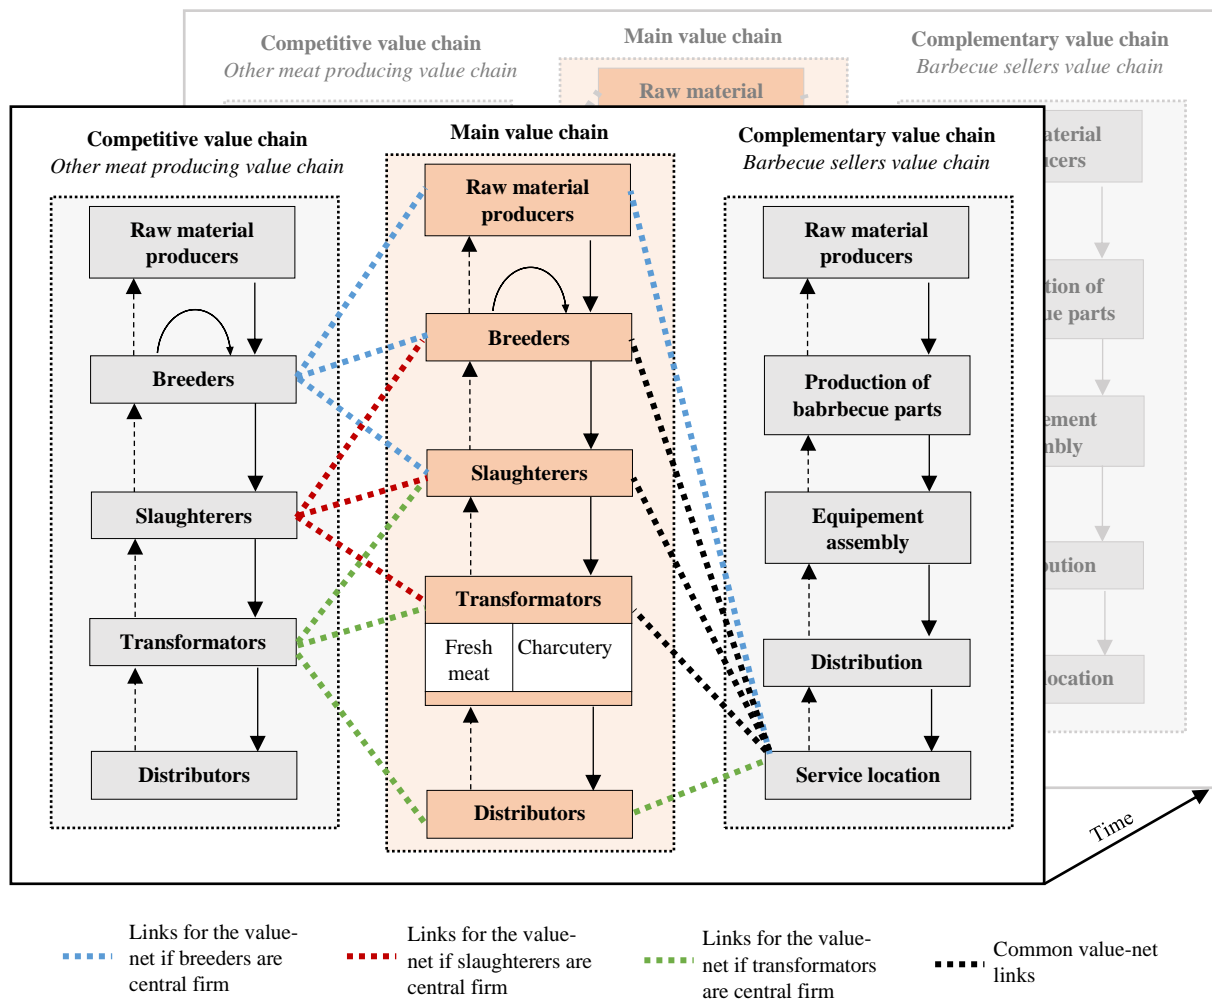 Competitive value chain
Other meat producing value chain
Main value chain
Raw material
Complementary value chain
Barbecue sellers value chain
Competitive value chain
Other meat producing value chain
Raw material
producers
Breeders
Slaughterers
Transformators
Distributors
Main value chain
Raw material
producers
Breeders
Slaughterers
Transformators
Fresh
meat
Charcutery
Distributors
Complementary value chain
Barbecue sellers value chain
Raw material
producers
Production of
babrbecue parts
Equipement
assembly
Distribution
Service location
Time
Links for the value-
net if breeders are
central firm
Links for the value-
net if slaughterers are
central firm
Links for the value-
net if transformators
are central firm
Common value-net
links